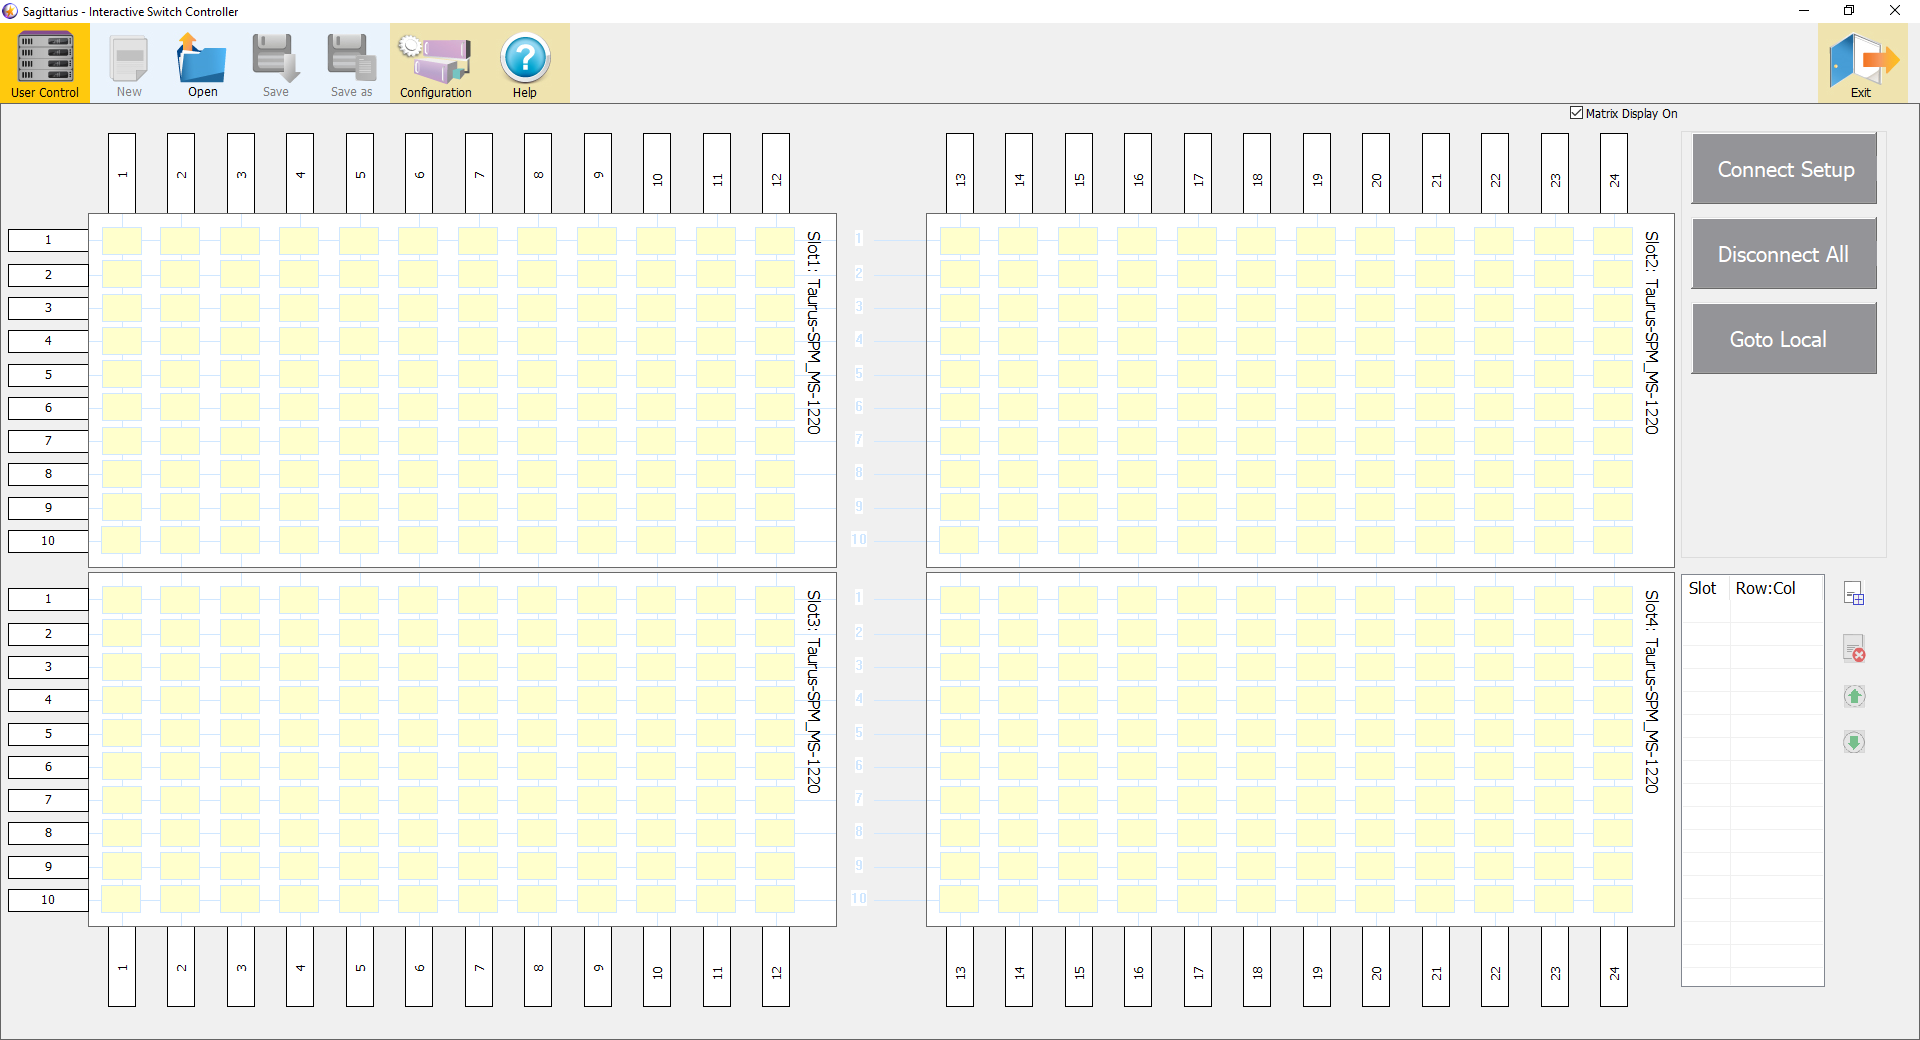 Sagittarius - Interactive Switch Controller
User Control New Open Save Save as Configuration Help Exit
Matrix Display On
1 2 3 4 5 6 7 8 9 10 11 12 13 14 15 16 17 18 19 20 21 22 23 24
Connect Setup
Disconnect All
Goto Local
1 1
2 2
3 3
4 4
5 5
6 6
7 7
8 8
9 9
10 10
Slot1: Taurus-SPM_MS-1220
Slot2: Taurus-SPM_MS-1220
Slot Row:Col
1 1
2 2
3 3
4 4
5 5
6 6
7 7
8 8
9 9
10 10
Slot3: Taurus-SPM_MS-1220
Slot4: Taurus-SPM_MS-1220
1 2 3 4 5 6 7 8 9 10 11 12 13 14 15 16 17 18 19 20 21 22 23 24